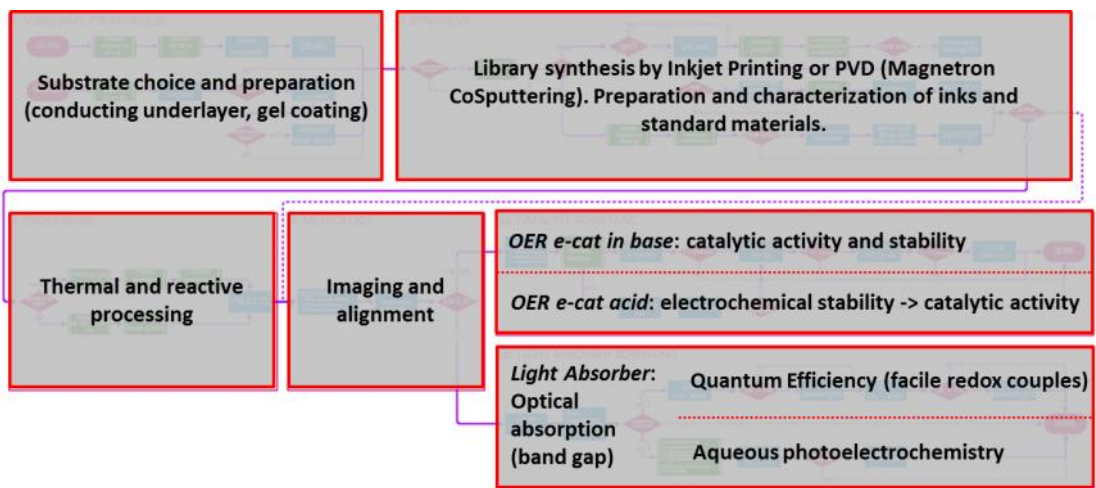 Substrate choice and preparation
(conducting underlayer, gel coating)
Library synthesis by Inkjet Printing or PVD (Magnetron
CoSputtering). Preparation and characterization of inks and
standard materials.
Thermal and reactive
processing
Imaging and
alignment
OER e-cat in base: catalytic activity and stability
OER e-cat acid: electrochemical stability -> catalytic activity
Light Absorber:
Optical
absorption
(band gap)
Quantum Efficiency (facile redox couples)
Aqueous photoelectrochemistry